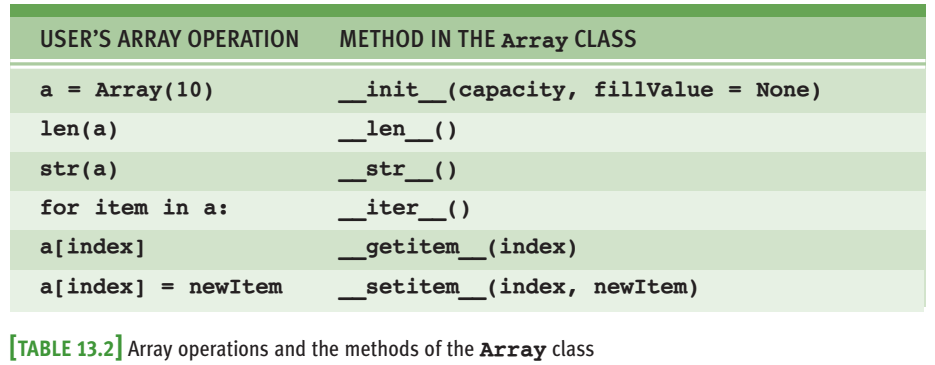 USER'S ARRAY OPERATION METHOD IN THE Array CLASS
a = Array(10) __init__(capacity, fillValue = None)
len(a) __len__()
str(a) __str__()
for item in a: __iter__()
a[index] __getitem__(index)
a[index] = newItem __setitem__(index, newItem)
[TABLE 13.2] Array operations and the methods of the Array class